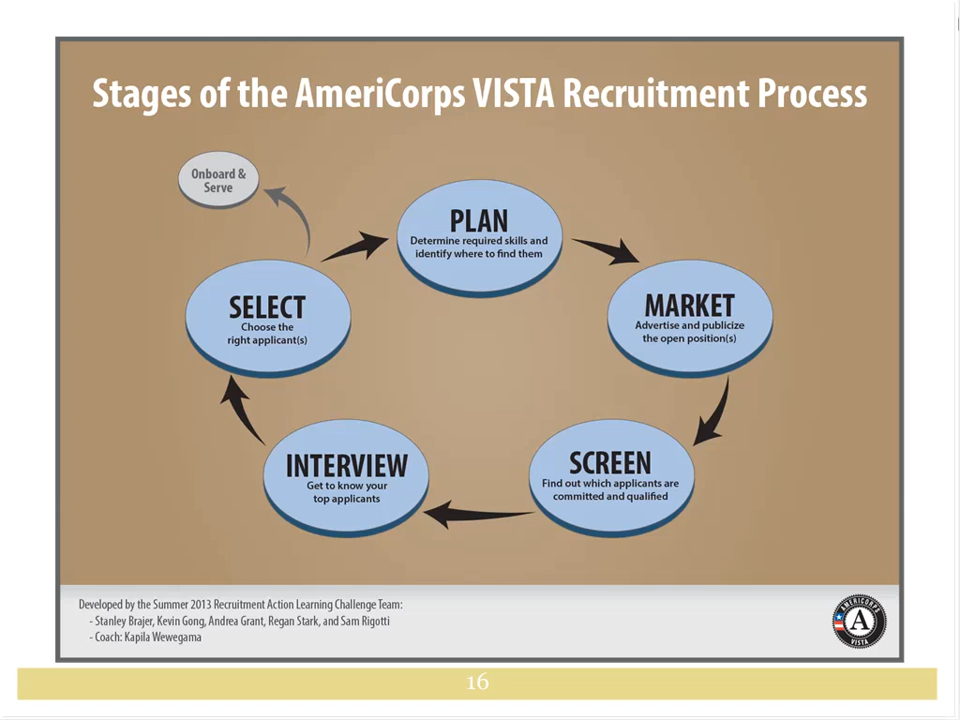 Stages of the AmeriCorps VISTA Recruitment Process
Onboard &
Serve
PLAN
Determine required skills and
identify where to find them
MARKET
Advertise and publicize
the open position(s)
SCREEN
Find out which applicants are
committed and qualified
INTERVIEW
Get to know your
top applicants
SELECT
Choose the
right applicant(s)
Developed by the Summer 2013 Recruitment Action Learning Challenge Team:
- Stanley Brajer, Kevin Gong, Andrea Grant, Regan Stark, and Sam Rigotti
- Coach: Kapila Wewegama
AMERICORPS
A
VISTA
16